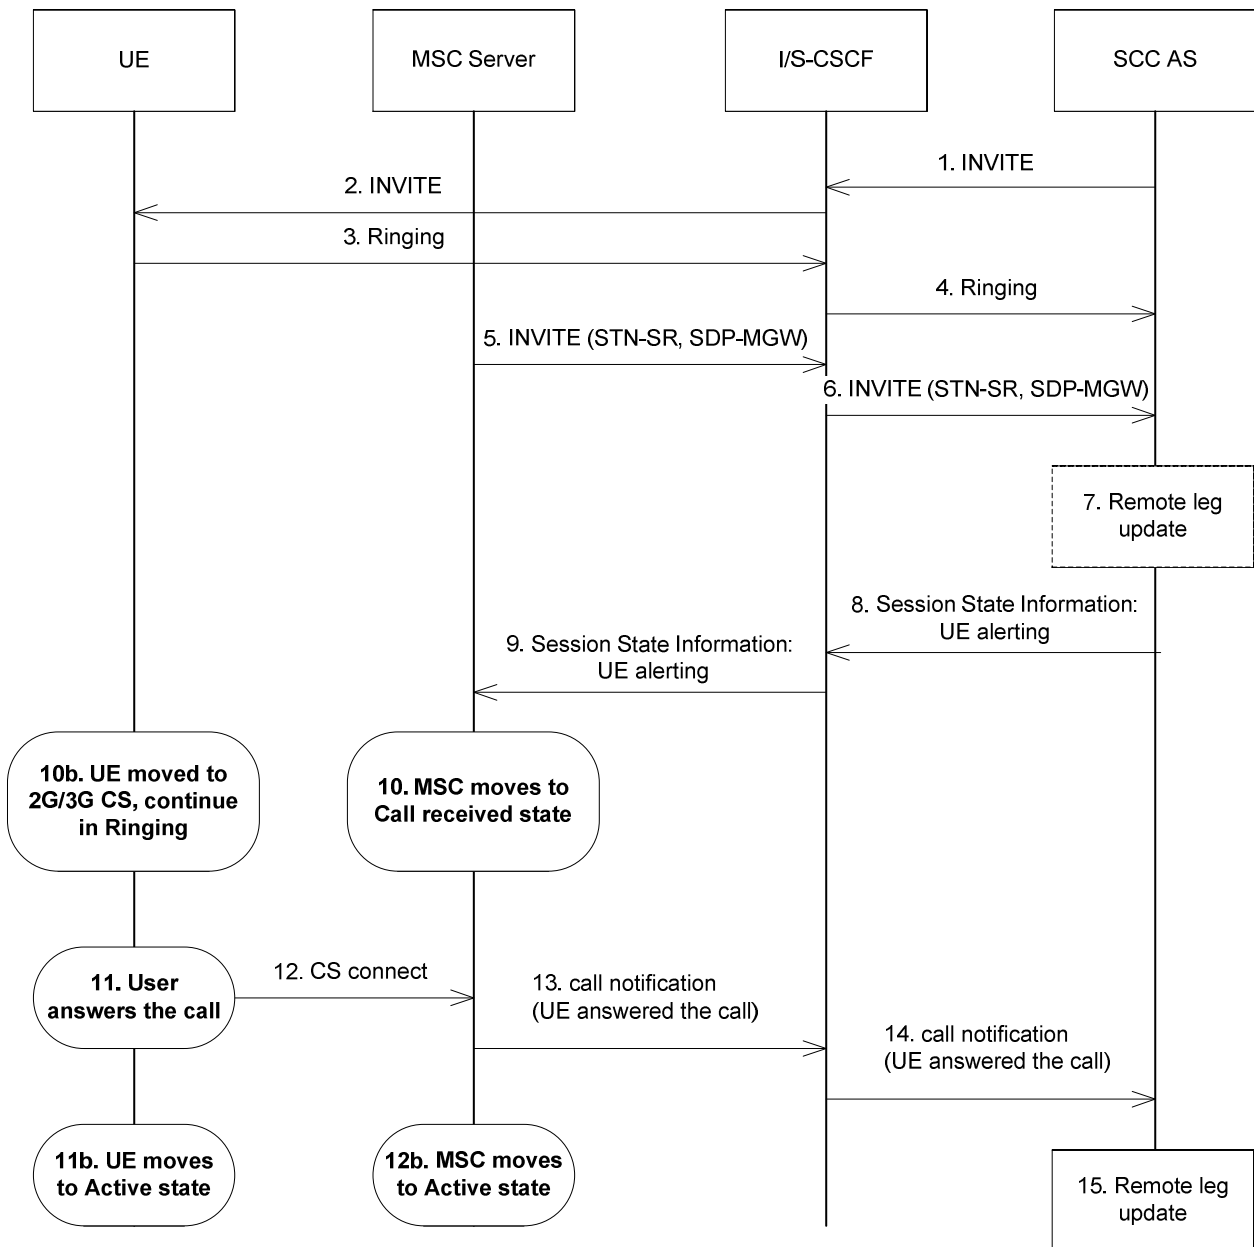 UE
MSC Server
I/S-CSCF
SCC AS
1. INVITE
2. INVITE
3. Ringing
4. Ringing
5. INVITE (STN-SR, SDP-MGW)
6. INVITE (STN-SR, SDP-MGW)
7. Remote leg
update
8. Session State Information:
UE alerting
9. Session State Information:
UE alerting
10b. UE moved to
2G/3G CS, continue
in Ringing
10. MSC moves to
Call received state
11. User
answers the call
12. CS connect
13. call notification
(UE answered the call)
14. call notification
(UE answered the call)
11b. UE moves
to Active state
12b. MSC moves
to Active state
15. Remote leg
update